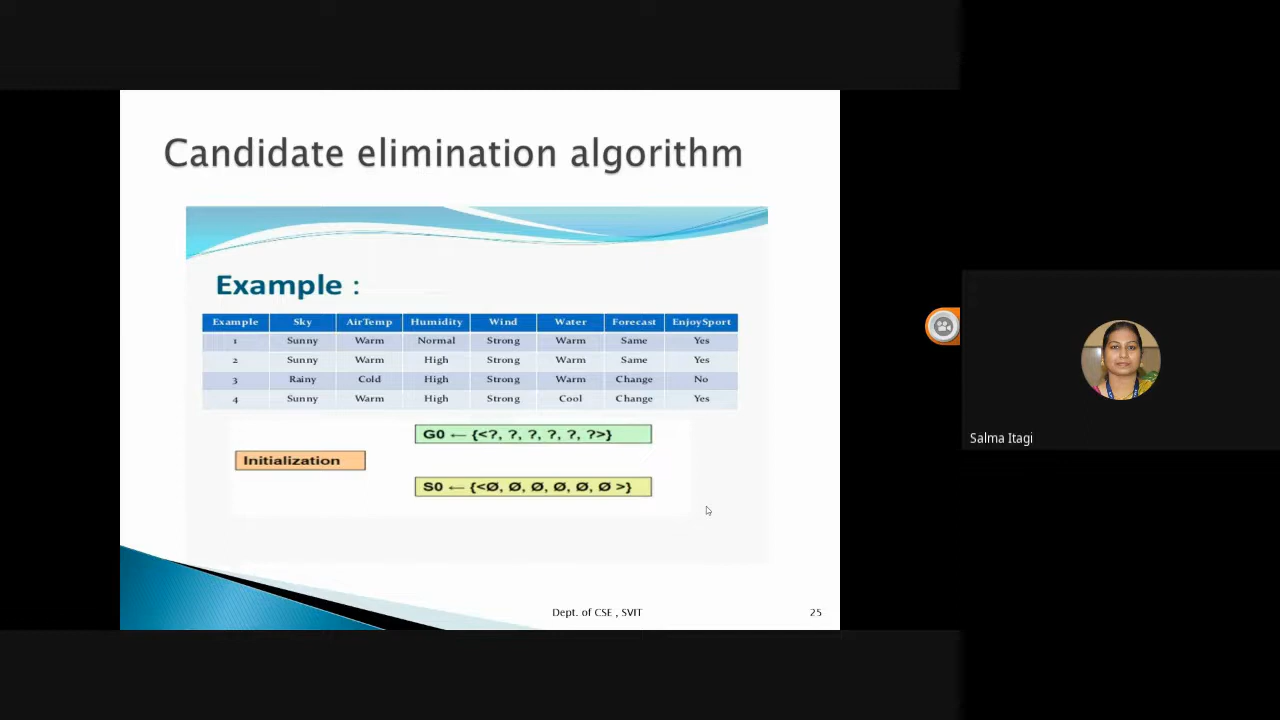 Candidate elimination algorithm
Example :
Example Sky AirTemp Humidity Wind Water Forecast EnjoySport
1 Sunny Warm Normal Strong Warm Same Yes
2 Sunny Warm High Strong Warm Same Yes
3 Rainy Cold High Strong Warm Change No
4 Sunny Warm High Strong Cool Change Yes
G0 ← {<?, ?, ?, ?, ?, ?>}
Initialization
S0 ← {<Ø, Ø, Ø, Ø, Ø, Ø >}
Salma Itagi
Dept. of CSE , SVIT 25